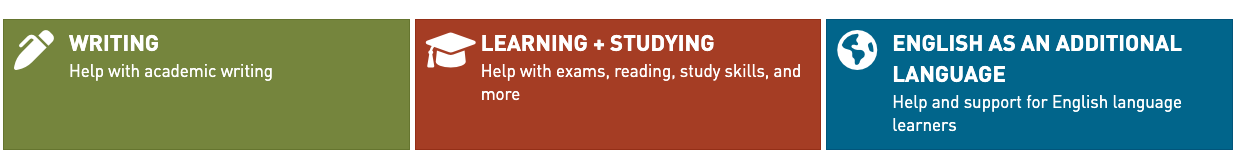 WRITING
Help with academic writing
LEARNING + STUDYING
Help with exams, reading, study skills, and
more
ENGLISH AS AN ADDITIONAL
LANGUAGE
Help and support for English language
learners